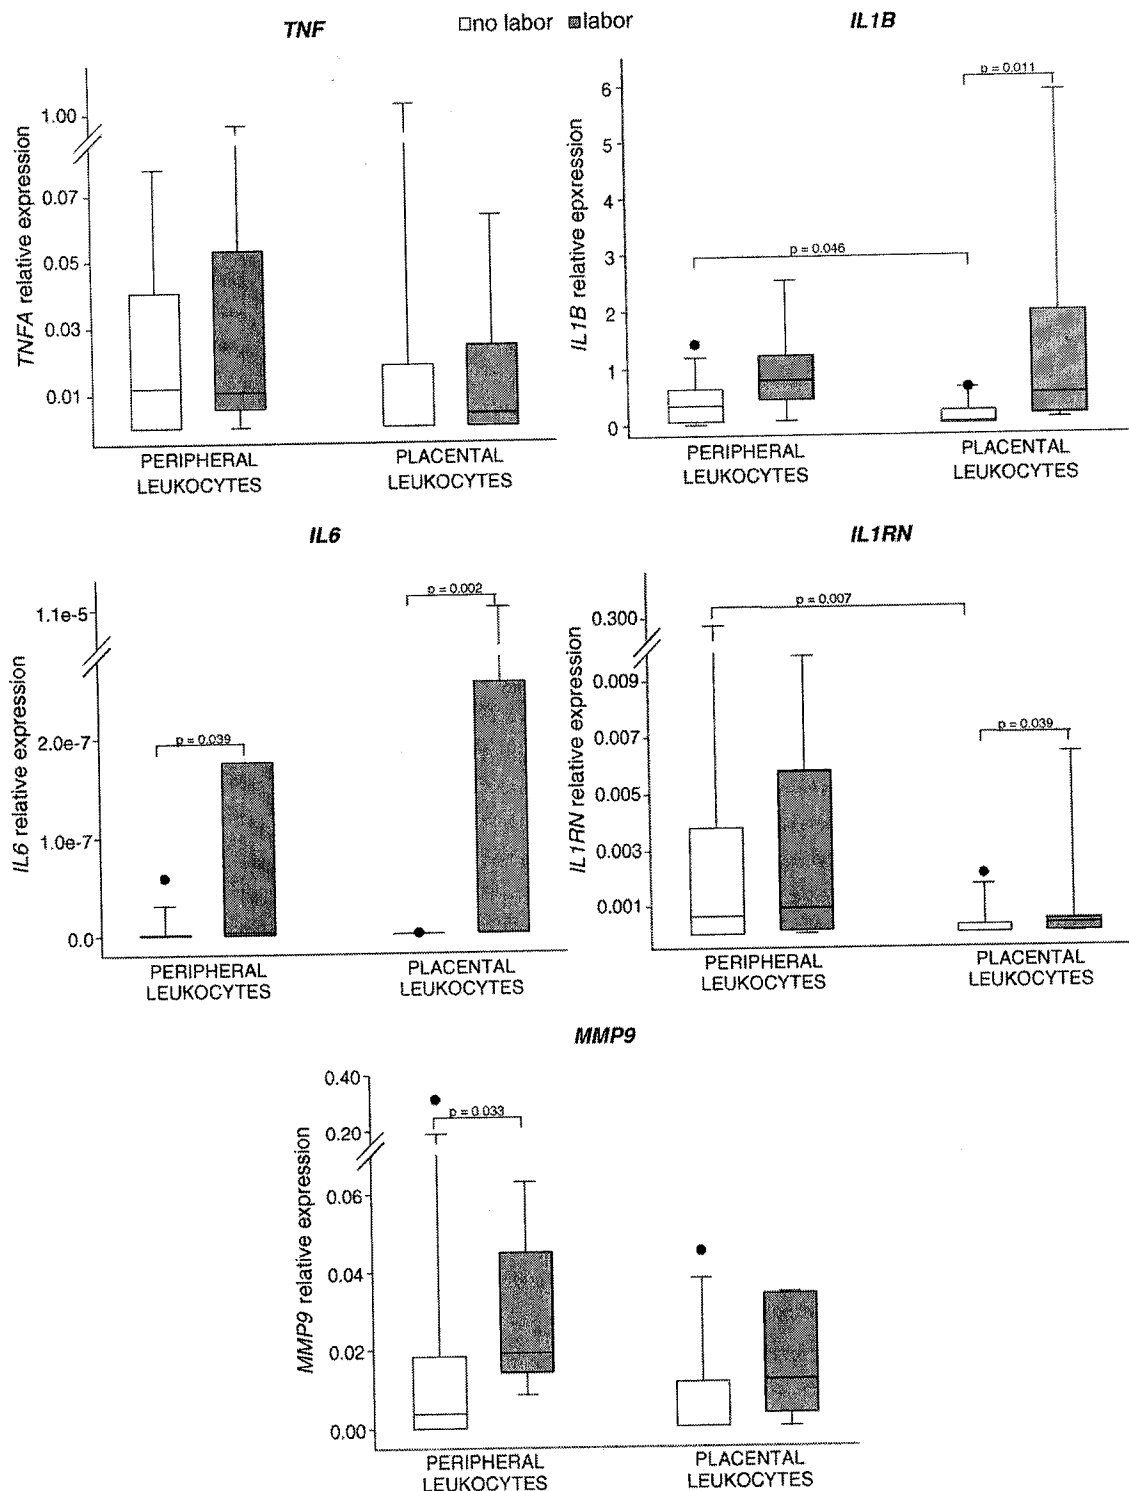 TNF
□no labor ■labor
IL1B
TNFA relative expression
1.00
0.07
0.05
0.03
0.01
PERIPHERAL
LEUKOCYTES
PLACENTAL
LEUKOCYTES
IL1B relative epxression
6
5
4
3
2
1
0
p = 0.011
p = 0.046
PERIPHERAL
LEUKOCYTES
PLACENTAL
LEUKOCYTES
IL6
IL6 relative expression
1.1e-5
2.0e-7
1.0e-7
0.0
p = 0.039
p = 0.002
PERIPHERAL
LEUKOCYTES
PLACENTAL
LEUKOCYTES
IL1RN
IL1RN relative expression
0.300
0.009
0.007
0.005
0.003
0.001
p = 0.007
p = 0.039
PERIPHERAL
LEUKOCYTES
PLACENTAL
LEUKOCYTES
MMP9
MMP9 relative expression
0.40
0.20
0.06
0.04
0.02
0.00
p = 0.033
PERIPHERAL
LEUKOCYTES
PLACENTAL
LEUKOCYTES